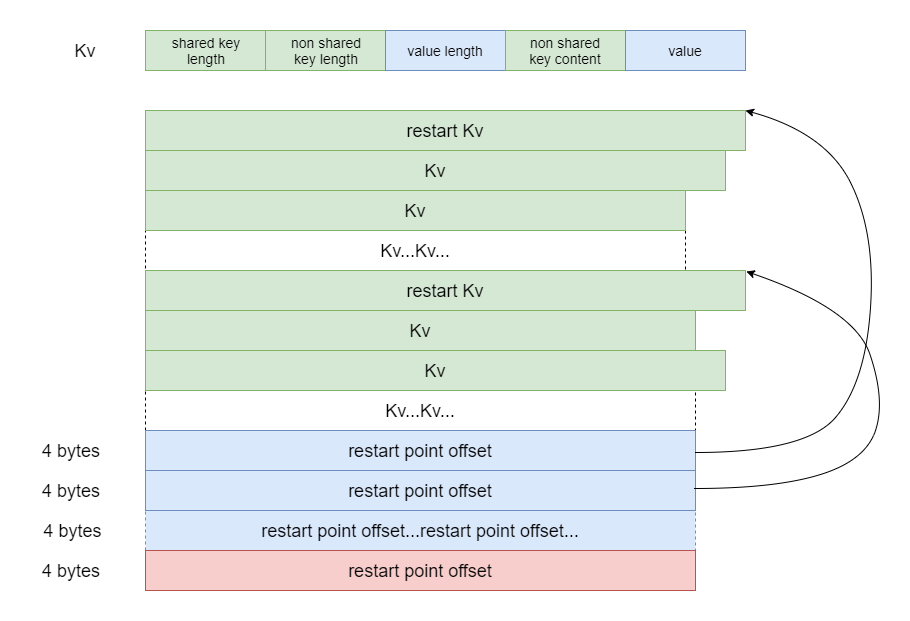 Kv
shared key
length
non shared
key length
value length
non shared
key content
value
restart Kv
Kv
Kv
Kv...Kv...
restart Kv
Kv
Kv
Kv...Kv...
4 bytes
restart point offset
4 bytes
restart point offset
4 bytes
restart point offset...restart point offset...
4 bytes
restart point offset